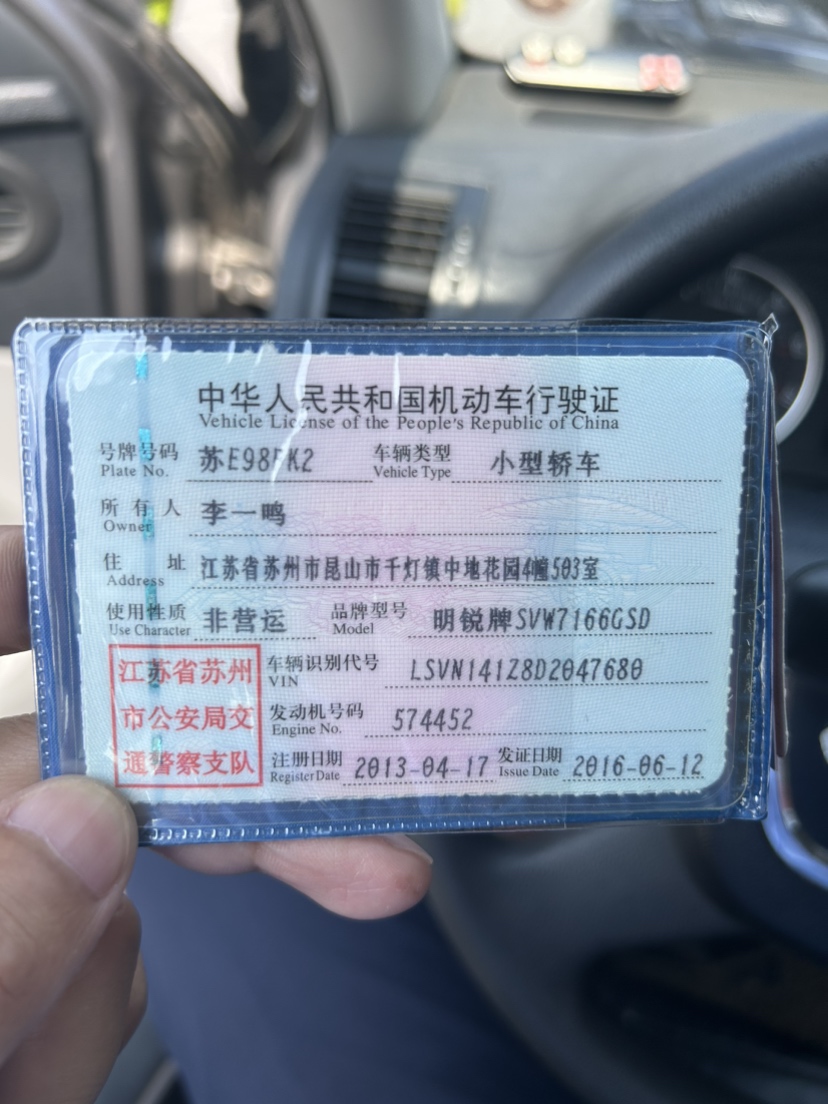 中华人民共和国机动车行驶证
Vehicle License of the People's Republic of China
号牌号码 苏E98FK2 车辆类型 小型轿车
Plate No. Vehicle Type
所有人 李一鸣
Owner
住址 江苏省苏州市昆山市千灯镇中地花园4幢503室
Address
使用性质 非营运 品牌型号 明锐牌SVW7166GSD
Use Character Model
江苏省苏州 车辆识别代号 LSVN141Z8D2047680
VIN
市公安局交 发动机号码 574452
Engine No.
通警察支队 注册日期 2013-04-17 发证日期 2016-06-12
Register Date Issue Date